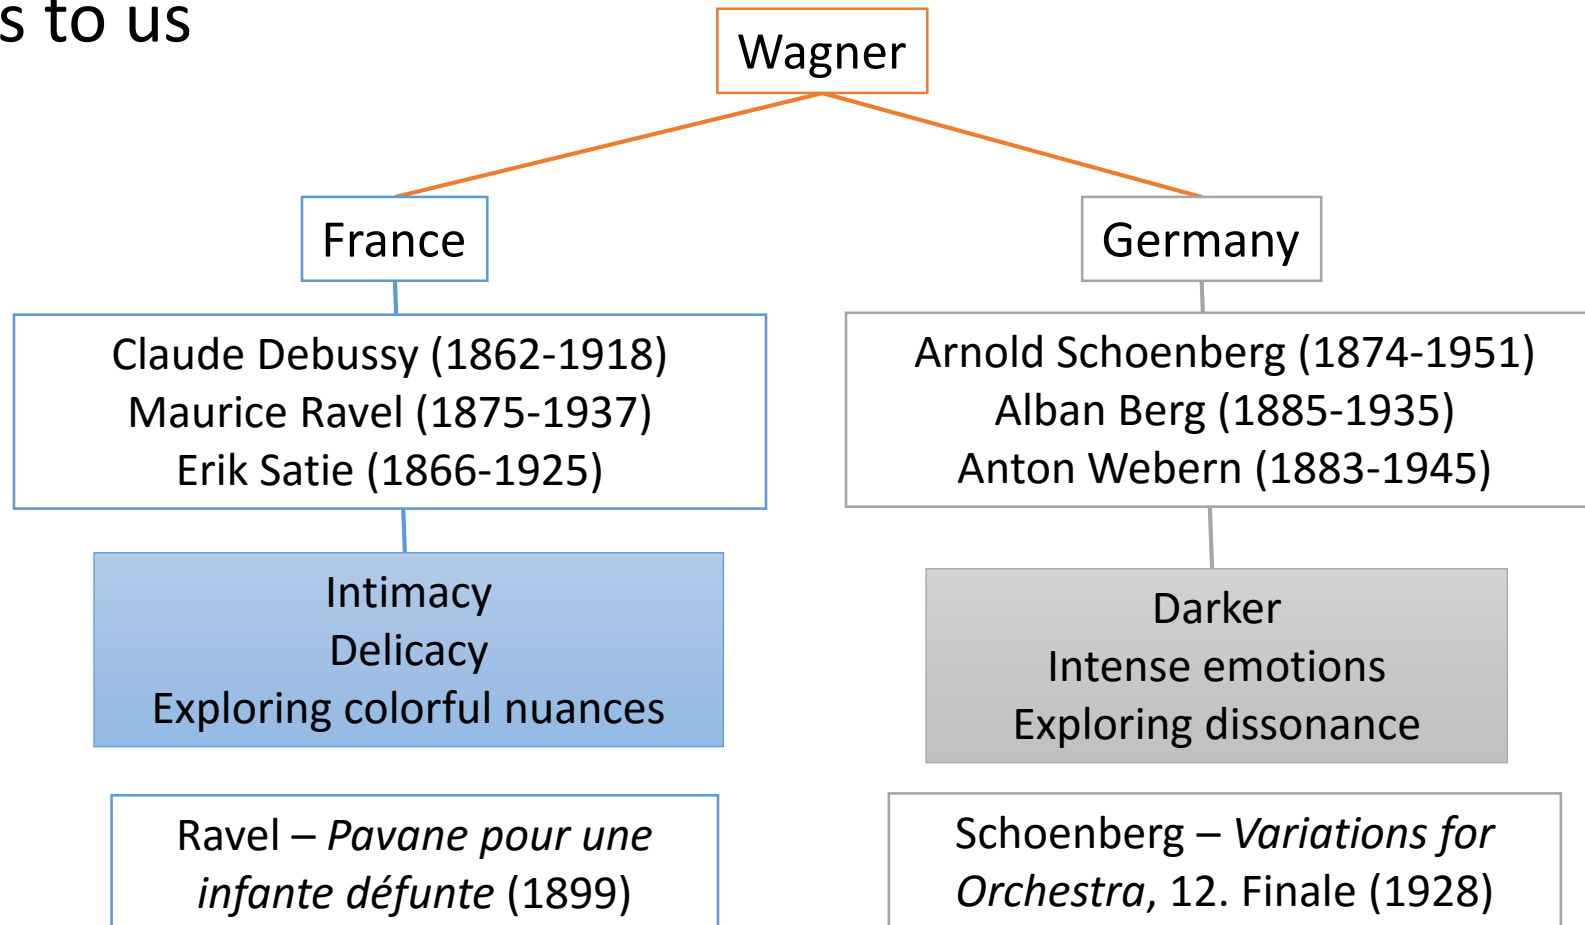 s to us
Wagner
France
Germany
Claude Debussy (1862-1918)
Maurice Ravel (1875-1937)
Erik Satie (1866-1925)
Arnold Schoenberg (1874-1951)
Alban Berg (1885-1935)
Anton Webern (1883-1945)
Intimacy
Delicacy
Exploring colorful nuances
Darker
Intense emotions
Exploring dissonance
Ravel – Pavane pour une
infante défunte (1899)
Schoenberg – Variations for
Orchestra, 12. Finale (1928)